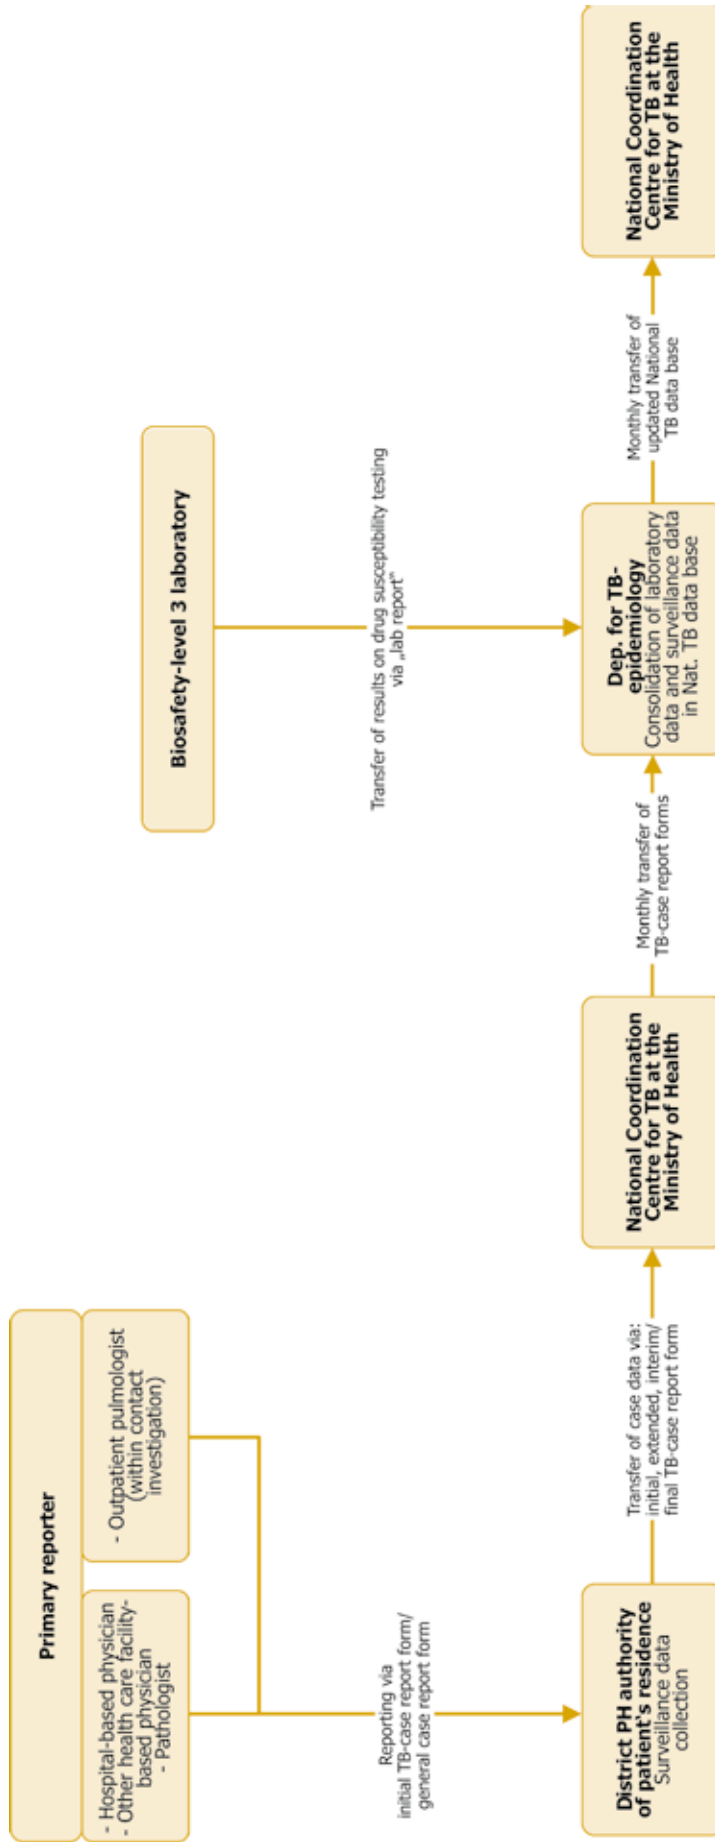 Primary reporter
- Hospital-based physician
- Other health care facility-
based physician
- Pathologist
- Outpatient pulmologist
(within contact
investigation)
Biosafety-level 3 laboratory
Reporting via
initial TB-case report form/
general case report form
Transfer of results on drug susceptibility testing
via „lab report“
District PH authority
of patient's residence
Surveillance data
collection
Transfer of case data via:
initial, extended, interim/
final TB-case report form
National Coordination
Centre for TB at the
Ministry of Health
Monthly transfer of
TB-case report forms
Dep. for TB-
epidemiology
Consolidation of laboratory
data and surveillance data
in Nat. TB data base
Monthly transfer of
updated National
TB data base
National Coordination
Centre for TB at the
Ministry of Health